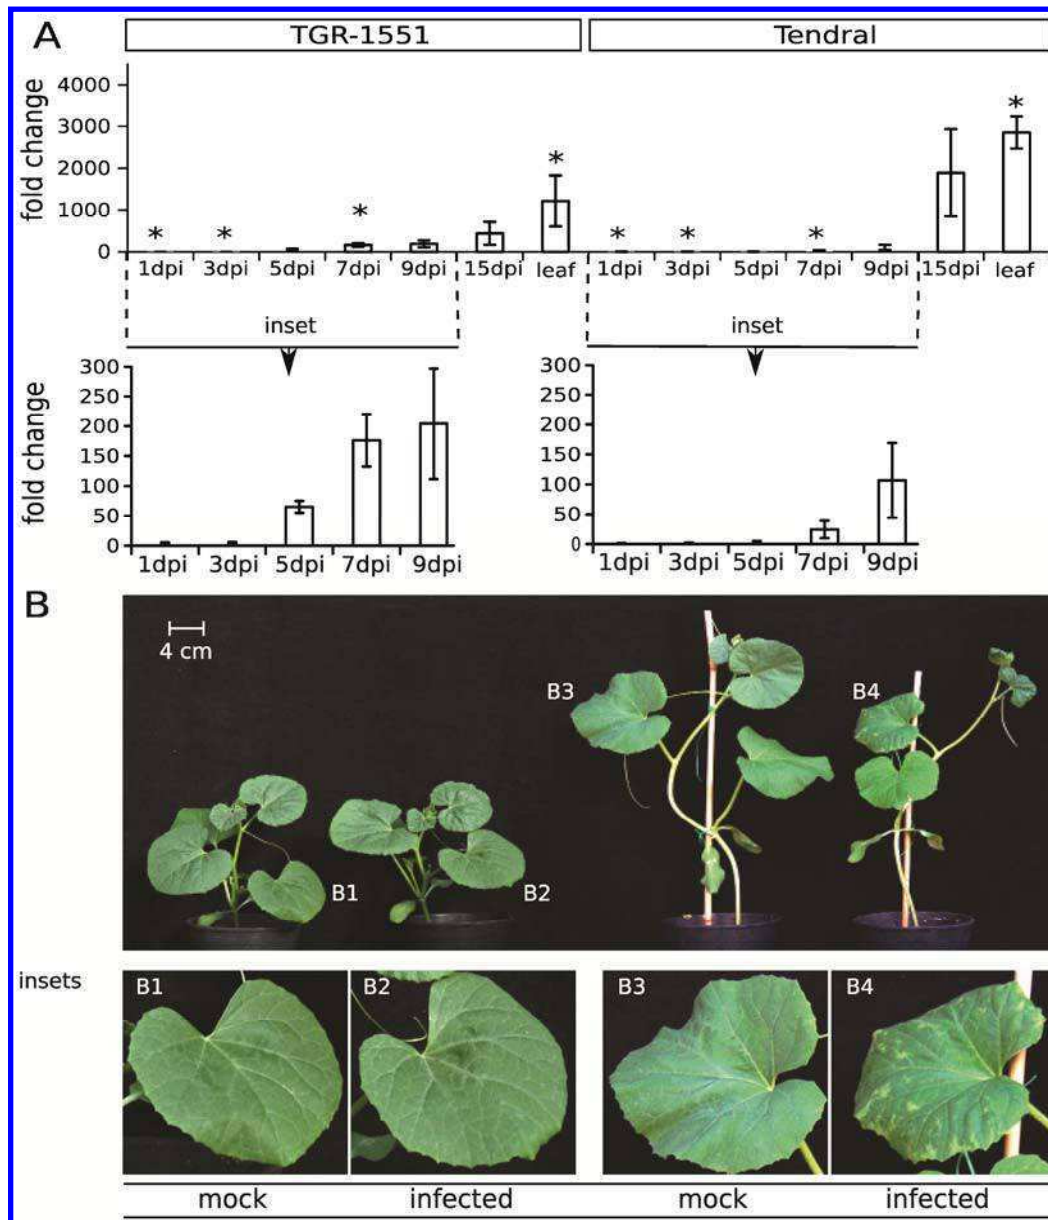 A
TGR-1551 Tendral
fold change
4000
3000
2000
1000
0
* * * * * * * *
1dpi 3dpi 5dpi 7dpi 9dpi 15dpi leaf 1dpi 3dpi 5dpi 7dpi 9dpi 15dpi leaf
inset inset
fold change
300 300
250 250
200 200
150 150
100 100
50 50
0 0
1dpi 3dpi 5dpi 7dpi 9dpi 1dpi 3dpi 5dpi 7dpi 9dpi
B
4 cm
B3 B4
B1 B2
insets
B1 B2 B3 B4
mock infected mock infected